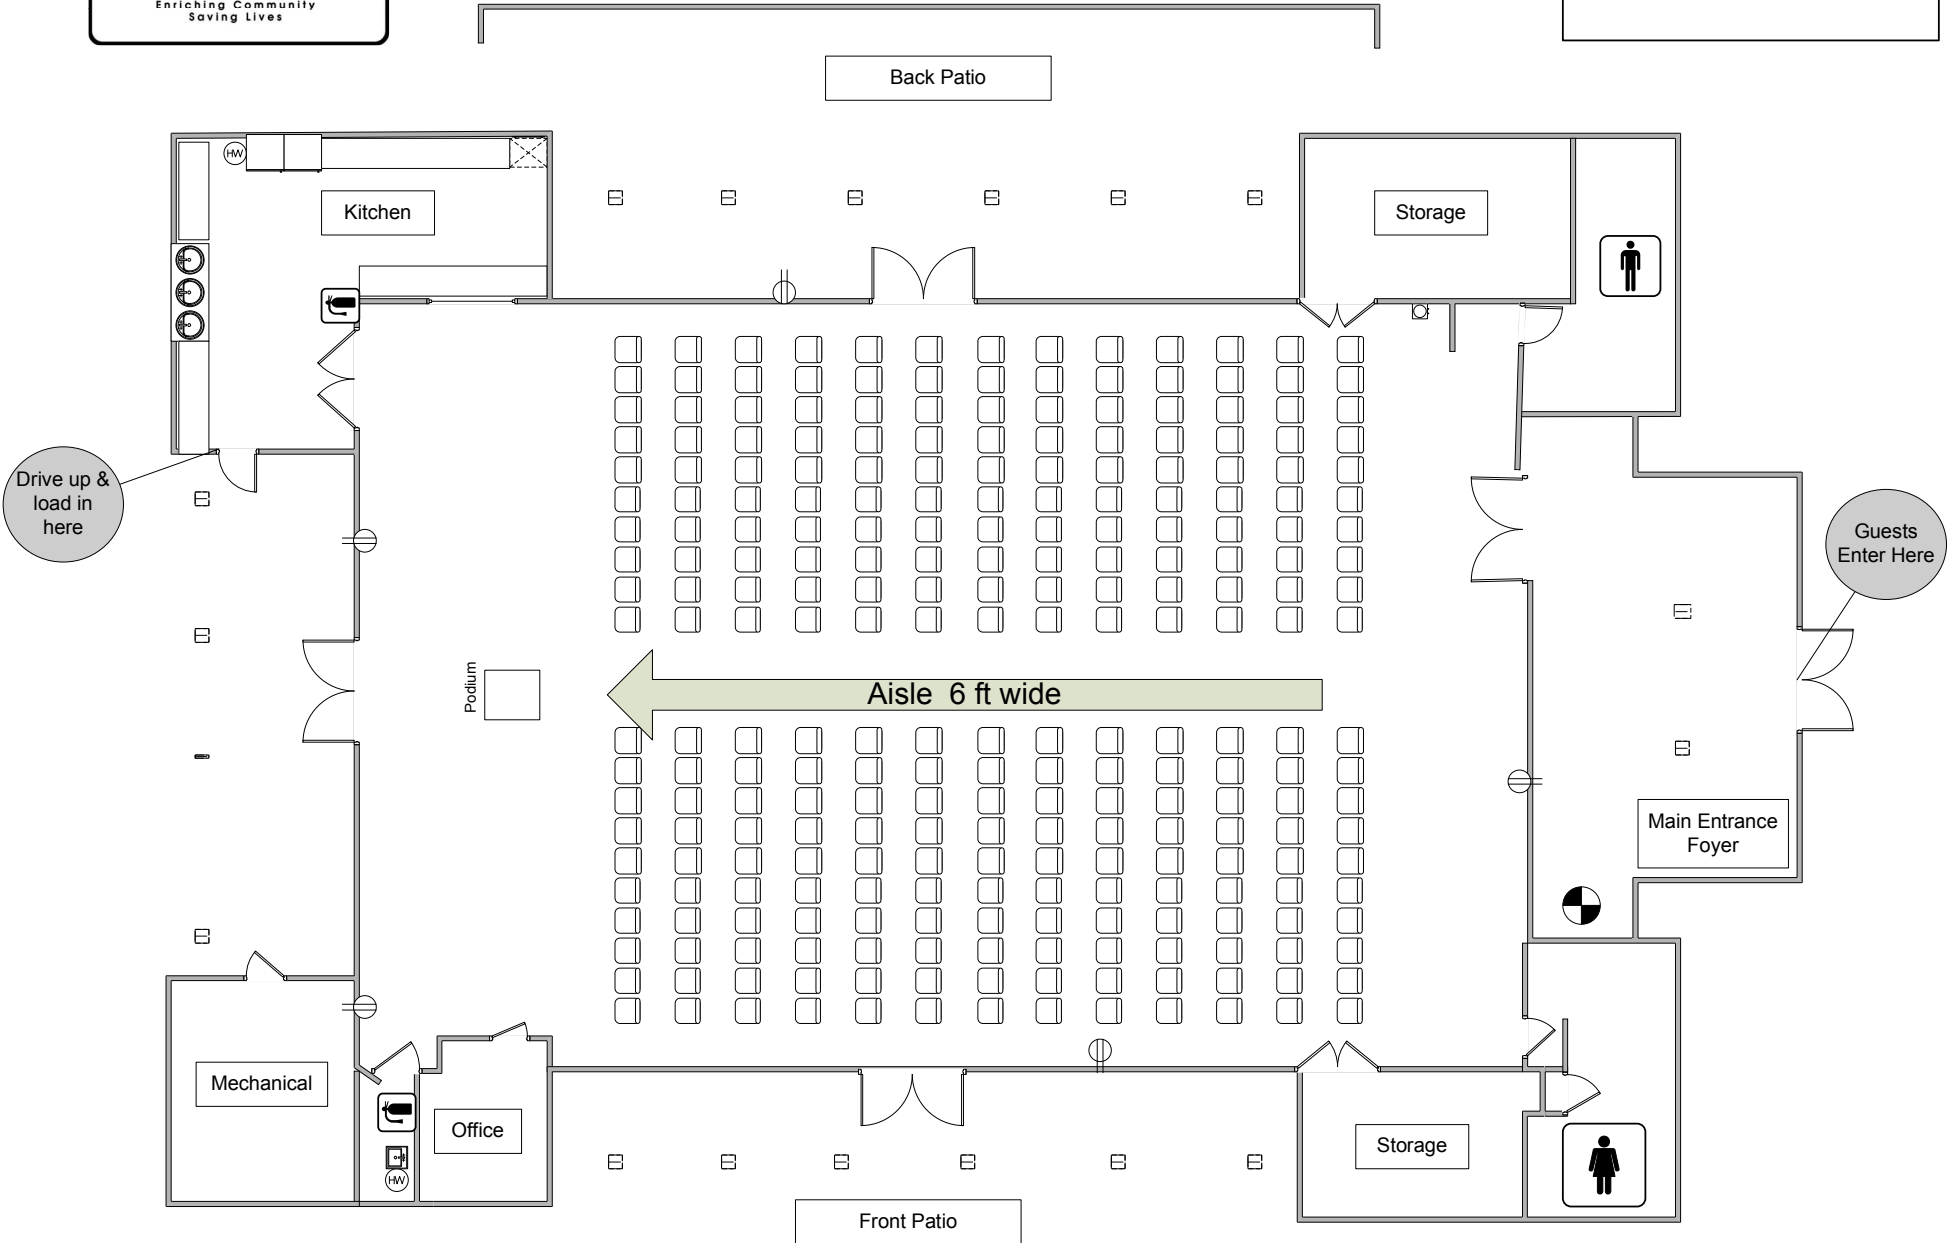 Enriching Community
Saving Lives
Back Patio
HW
Kitchen
Storage
Drive up &
load in
here
Guests
Enter Here
Podium
Aisle 6 ft wide
Main Entrance
Foyer
Mechanical
Office
HW
Storage
Front Patio